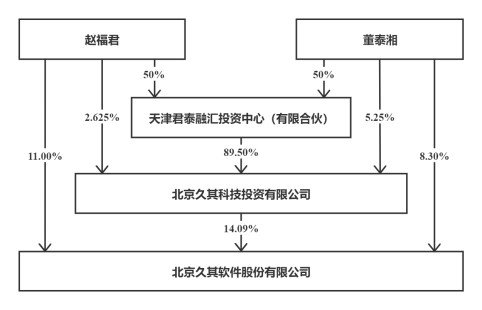 赵福君
董泰湘
50%
50%
天津君泰融汇投资中心（有限合伙）
2.625%
5.25%
11.00%
89.50%
8.30%
北京久其科技投资有限公司
14.09%
北京久其软件股份有限公司